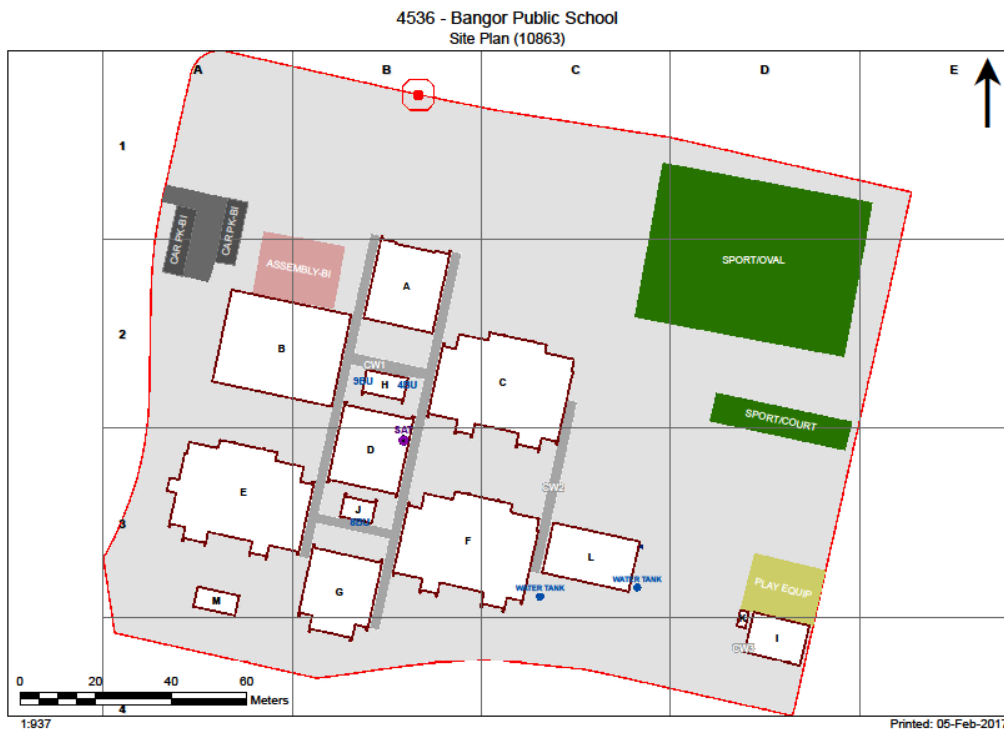 4536 - Bangor Public School
Site Plan (10863)
A B C D E
1
CAR.PK-BI
CAR.PK-BI
ASSEMBLY-BI
A
SPORT/OVAL
2
B
CW1
9BU
H
4BU
C
SPORT/COURT
SAT
D
E
CW2
J
8BU
3
F
L
WATER TANK
WATER TANK
PLAY EQUIP
M
G
K
I
CW3
0 20 40 60
Meters
4
1:937
Printed: 05-Feb-2017